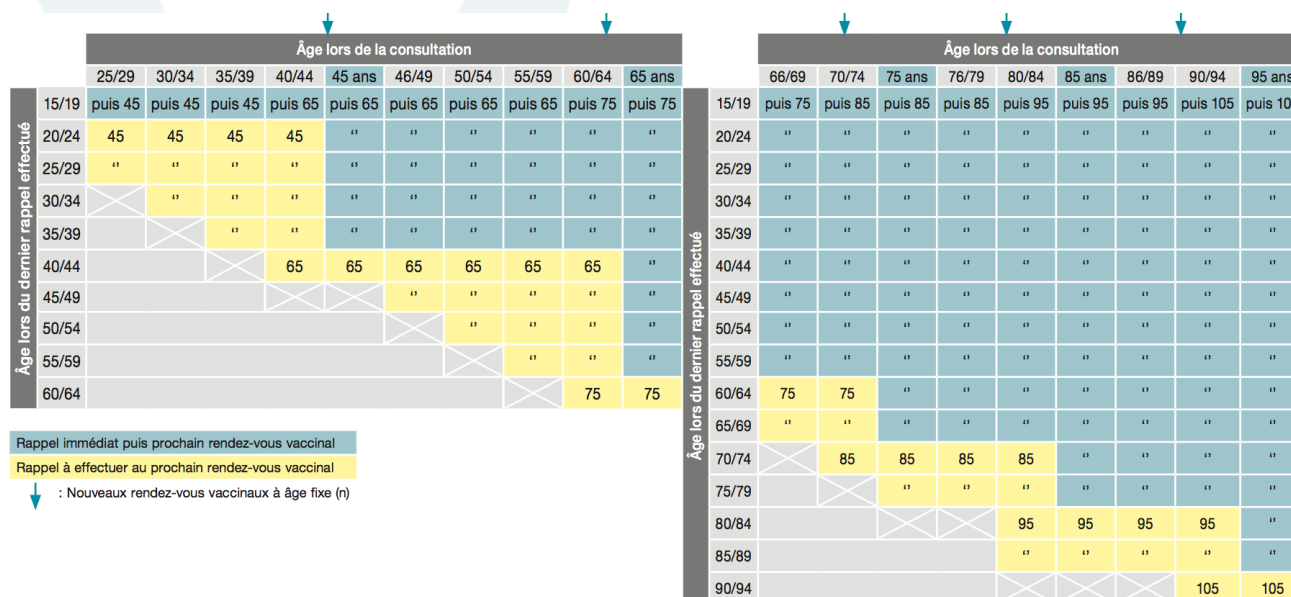 Âge lors de la consultation
25/29 30/34 35/39 40/44 45 ans 46/49 50/54 55/59 60/64 65 ans
Âge lors du dernier rappel effectué
15/19 puis 45 puis 45 puis 45 puis 65 puis 65 puis 65 puis 65 puis 65 puis 75 puis 75
20/24 45 45 45 45 ‘’ ‘’ ‘’ ‘’ ‘’ ‘’
25/29 ‘’ ‘’ ‘’ ‘’ ‘’ ‘’ ‘’ ‘’ ‘’ ‘’
30/34 ‘’ ‘’ ‘’ ‘’ ‘’ ‘’ ‘’ ‘’ ‘’
35/39 ‘’ ‘’ ‘’ ‘’ ‘’ ‘’ ‘’ ‘’
40/44 65 65 65 65 65 65 ‘’
45/49 ‘’ ‘’ ‘’ ‘’ ‘’
50/54 ‘’ ‘’ ‘’ ‘’
55/59 ‘’ ‘’ ‘’
60/64 75 75
Rappel immédiat puis prochain rendez-vous vaccinal
Rappel à effectuer au prochain rendez-vous vaccinal
: Nouveaux rendez-vous vaccinaux à âge fixe (n)
Âge lors de la consultation
66/69 70/74 75 ans 76/79 80/84 85 ans 86/89 90/94 95 ans
Âge lors du dernier rappel effectué
15/19 puis 75 puis 85 puis 85 puis 85 puis 95 puis 95 puis 95 puis 105 puis 10
20/24 ‘’ ‘’ ‘’ ‘’ ‘’ ‘’ ‘’ ‘’ ‘’
25/29 ‘’ ‘’ ‘’ ‘’ ‘’ ‘’ ‘’ ‘’ ‘’
30/34 ‘’ ‘’ ‘’ ‘’ ‘’ ‘’ ‘’ ‘’ ‘’
35/39 ‘’ ‘’ ‘’ ‘’ ‘’ ‘’ ‘’ ‘’ ‘’
40/44 ‘’ ‘’ ‘’ ‘’ ‘’ ‘’ ‘’ ‘’ ‘’
45/49 ‘’ ‘’ ‘’ ‘’ ‘’ ‘’ ‘’ ‘’ ‘’
50/54 ‘’ ‘’ ‘’ ‘’ ‘’ ‘’ ‘’ ‘’ ‘’
55/59 ‘’ ‘’ ‘’ ‘’ ‘’ ‘’ ‘’ ‘’ ‘’
60/64 75 75 ‘’ ‘’ ‘’ ‘’ ‘’ ‘’ ‘’
65/69 ‘’ ‘’ ‘’ ‘’ ‘’ ‘’ ‘’ ‘’ ‘’
70/74 85 85 85 85 ‘’ ‘’ ‘’ ‘’
75/79 ‘’ ‘’ ‘’ ‘’ ‘’ ‘’ ‘’
80/84 95 95 95 95 ‘’
85/89 ‘’ ‘’ ‘’ ‘’ ‘’
90/94 105 105